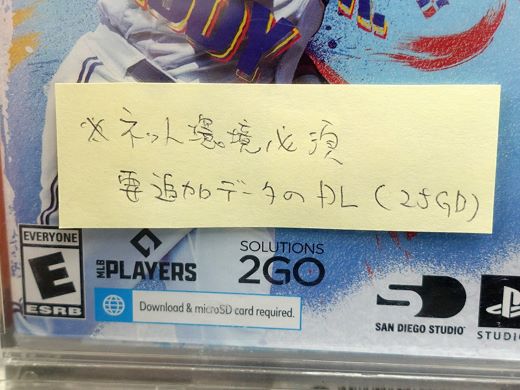 ※ネット環境必須
要追加データのDL(25GB)
EVERYONE
E
ESRB
MLB
PLAYERS
SOLUTIONS
2GO
Download & microSD card required.
SAN DIEGO STUDIO
STUDIO